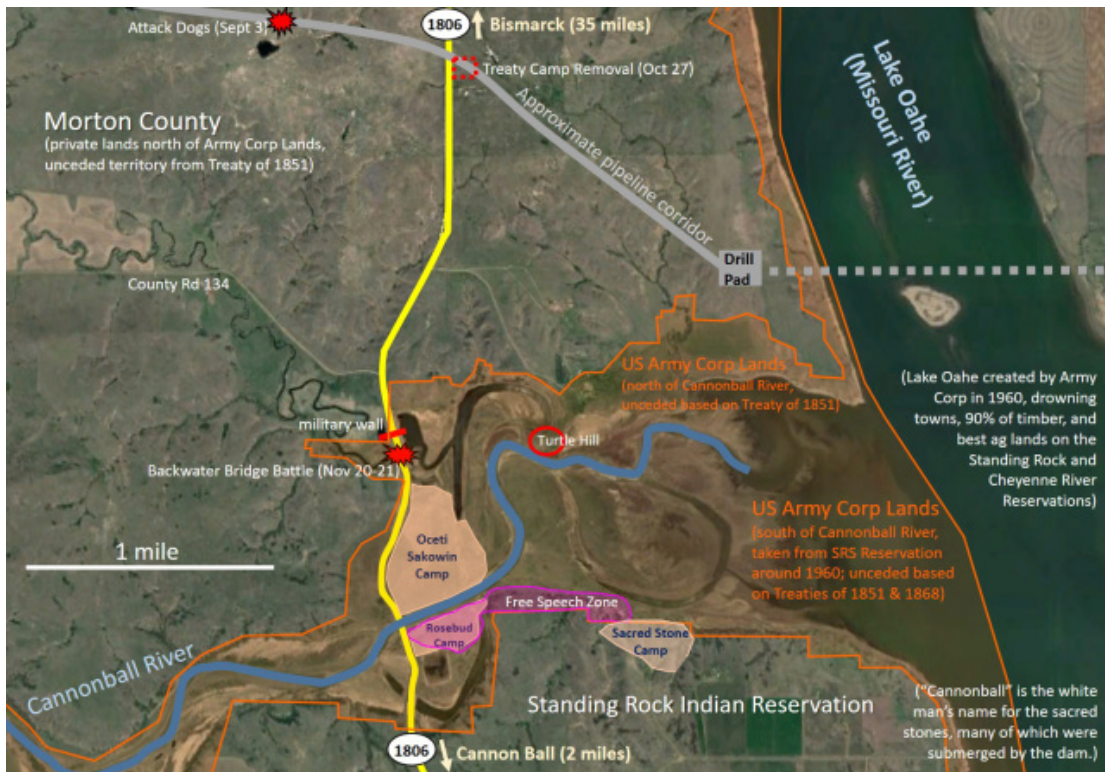 Attack Dogs (Sept 3)
1806
Bismarck (35 miles)
Treaty Camp Removal (Oct 27)
Lake Oahe
(Missouri River)
Morton County
(private lands north of Army Corp Lands,
unceded territory from Treaty of 1851)
Approximate pipeline corridor
Drill
Pad
County Rd 134
US Army Corp Lands
(north of Cannonball River,
unceded based on Treaty of 1851)
(Lake Oahe created by Army
Corp in 1960, drowning
towns, 90% of timber, and
best ag lands on the
Standing Rock and
Cheyenne River
Reservations)
military wall
Turtle Hill
Backwater Bridge Battle (Nov 20-21)
US Army Corp Lands
(south of Cannonball River,
taken from SRS Reservation
around 1960; unceded based
on Treaties of 1851 & 1868)
1 mile
Oceti
Sakowin
Camp
Free Speech Zone
Rosebud
Camp
Sacred Stone
Camp
Cannonball River
Standing Rock Indian Reservation
("Cannonball" is the white
man's name for the sacred
stones, many of which were
submerged by the dam.)
1806
Cannon Ball (2 miles)